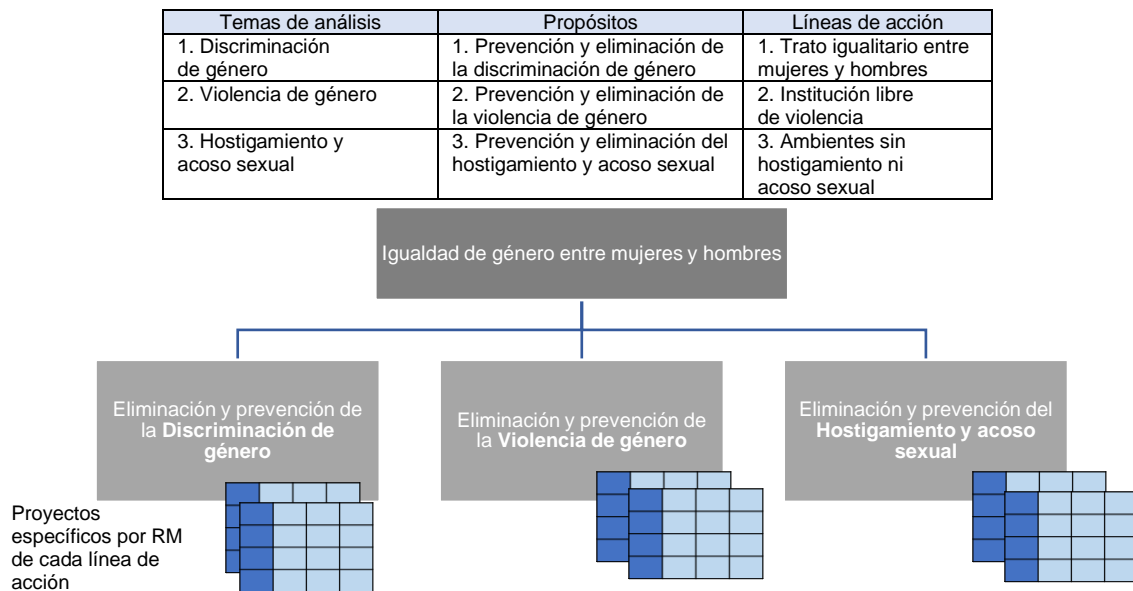 Temas de análisis
Propósitos
Líneas de acción
1. Discriminación
de género
1. Prevención y eliminación de
la discriminación de género
1. Trato igualitario entre
mujeres y hombres
2. Violencia de género
2. Prevención y eliminación de
la violencia de género
2. Institución libre
de violencia
3. Hostigamiento y
acoso sexual
3. Prevención y eliminación del
hostigamiento y acoso sexual
3. Ambientes sin
hostigamiento ni
acoso sexual
Igualdad de género entre mujeres y hombres
Eliminación y prevención de
la Discriminación de
género
Eliminación y prevención de
la Violencia de género
Eliminación y prevención del
Hostigamiento y acoso
sexual
Proyectos
específicos por RM
de cada línea de
acción